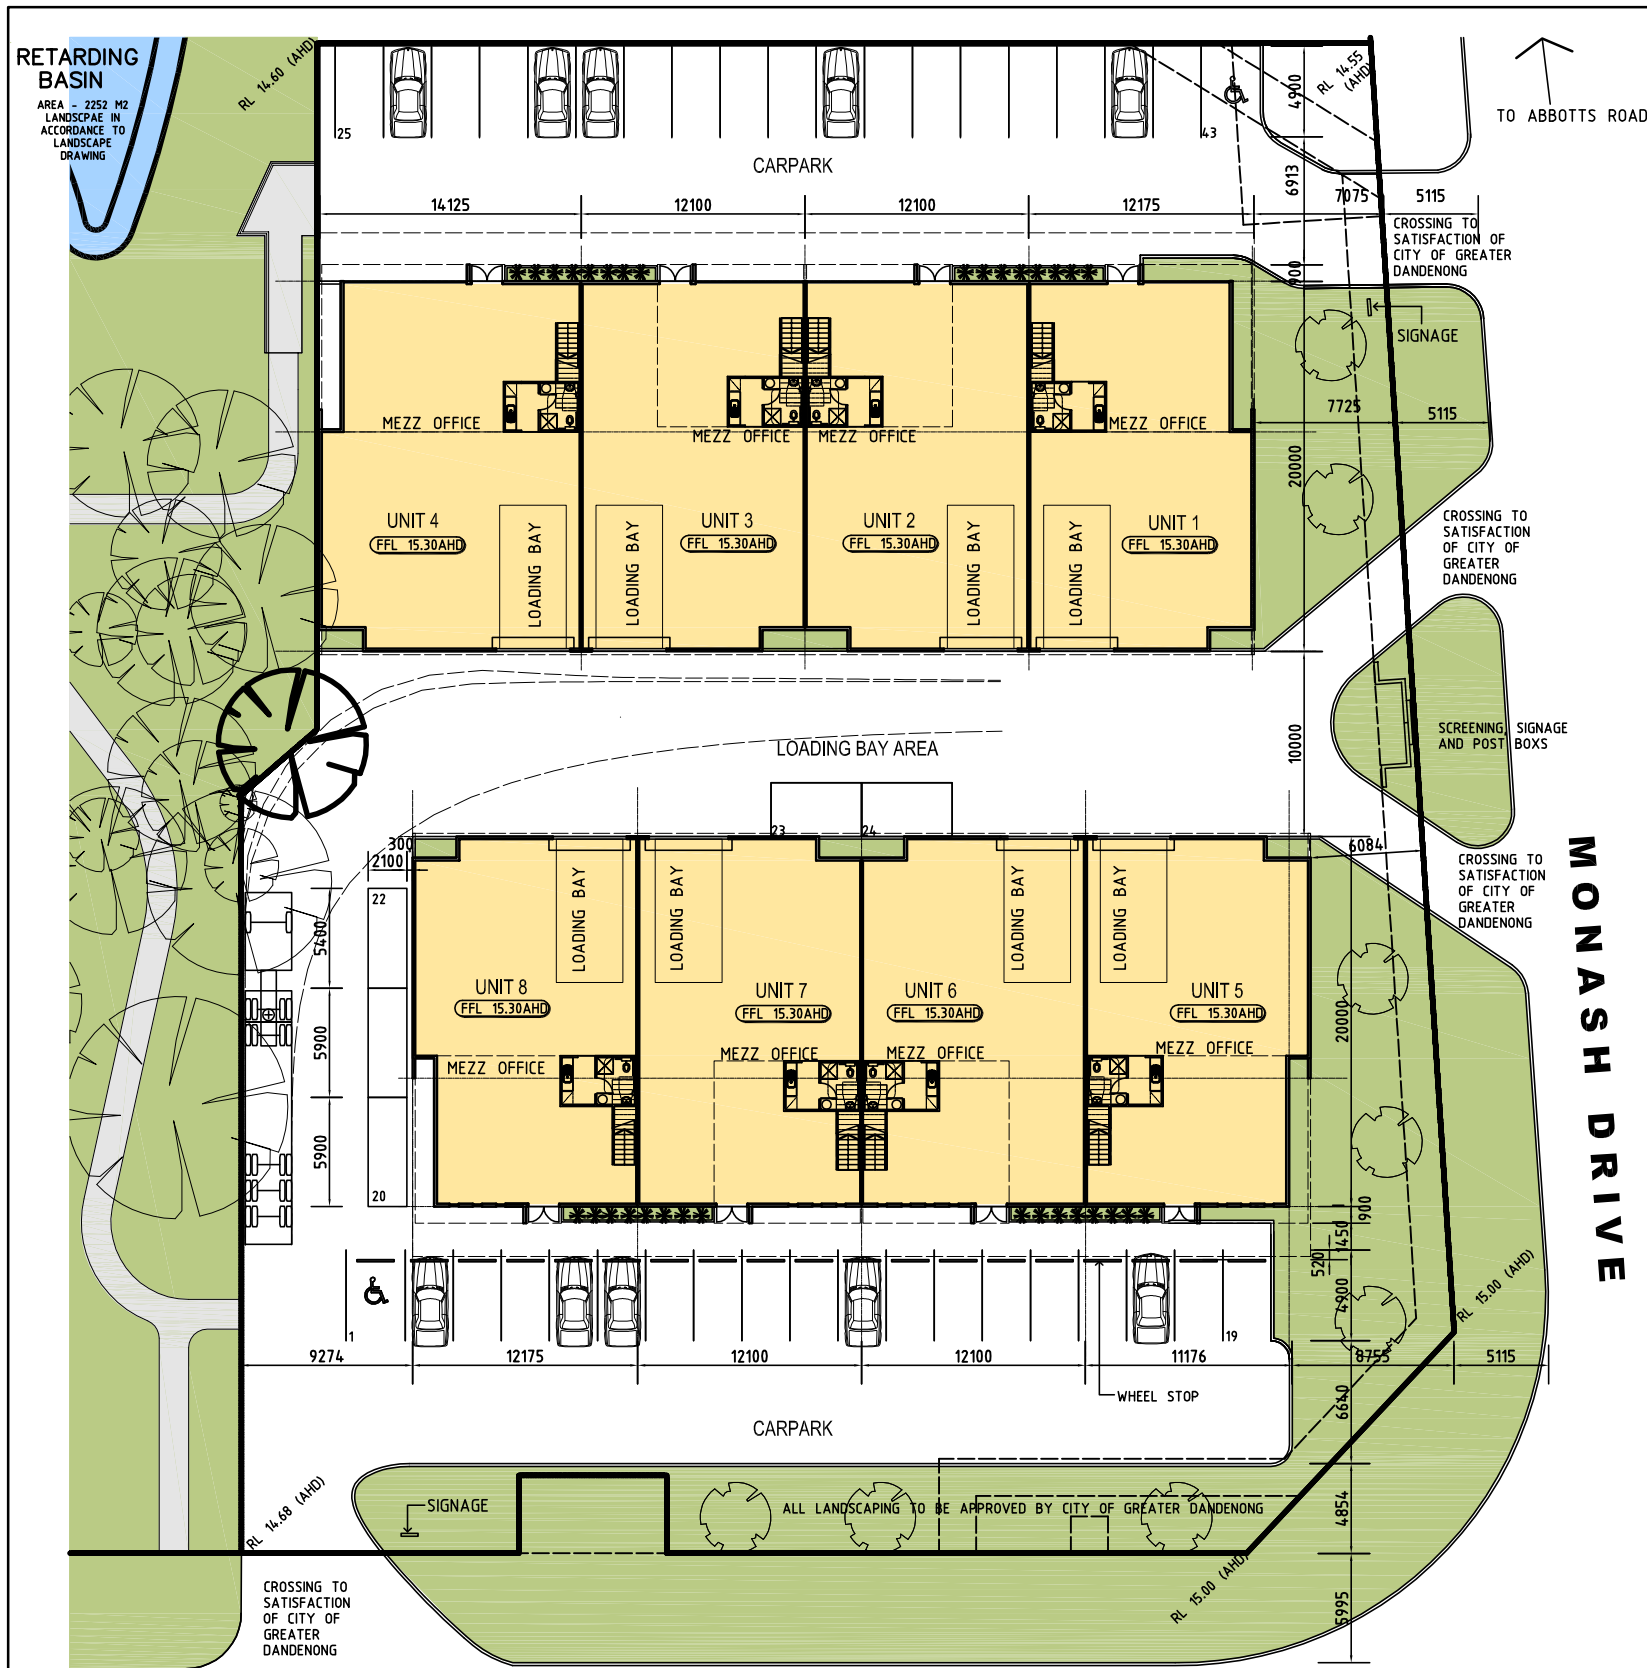 RETARDING
BASIN
AREA - 2252 M2
LANDSCPAE IN
ACCORDANCE TO
LANDSCAPE
DRAWING
RL 14.60 (AHD)
RL 14.55
(AHD)
TO ABBOTTS ROAD
25
43
CARPARK
4900
6913
14125
12100
12100
12175
7075
5115
CROSSING TO
SATISFACTION OF
CITY OF GREATER
DANDENONG
900
SIGNAGE
7725
5115
MEZZ OFFICE
MEZZ OFFICE
MEZZ OFFICE
MEZZ OFFICE
20000
UNIT 4
FFL 15.30AHD
LOADING BAY
LOADING BAY
UNIT 3
FFL 15.30AHD
UNIT 2
FFL 15.30AHD
LOADING BAY
LOADING BAY
UNIT 1
FFL 15.30AHD
CROSSING TO
SATISFACTION
OF CITY OF
GREATER
DANDENONG
LOADING BAY AREA
10000
SCREENING, SIGNAGE
AND POST BOXS
23
24
300
2100
6084
CROSSING TO
SATISFACTION
OF CITY OF
GREATER
DANDENONG
MONASH DRIVE
22
5400
5900
5900
20
UNIT 8
FFL 15.30AHD
LOADING BAY
LOADING BAY
UNIT 7
FFL 15.30AHD
UNIT 6
FFL 15.30AHD
LOADING BAY
LOADING BAY
UNIT 5
FFL 15.30AHD
20000
MEZZ OFFICE
MEZZ OFFICE
MEZZ OFFICE
MEZZ OFFICE
900
1450
520
4900
RL 15.00 (AHD)
1
19
9274
12175
12100
12100
11176
8755
5115
WHEEL STOP
6640
CARPARK
RL 14.68 (AHD)
SIGNAGE
ALL LANDSCAPING TO BE APPROVED BY CITY OF GREATER DANDENONG
4854
RL 15.00 (AHD)
5995
CROSSING TO
SATISFACTION
OF CITY OF
GREATER
DANDENONG